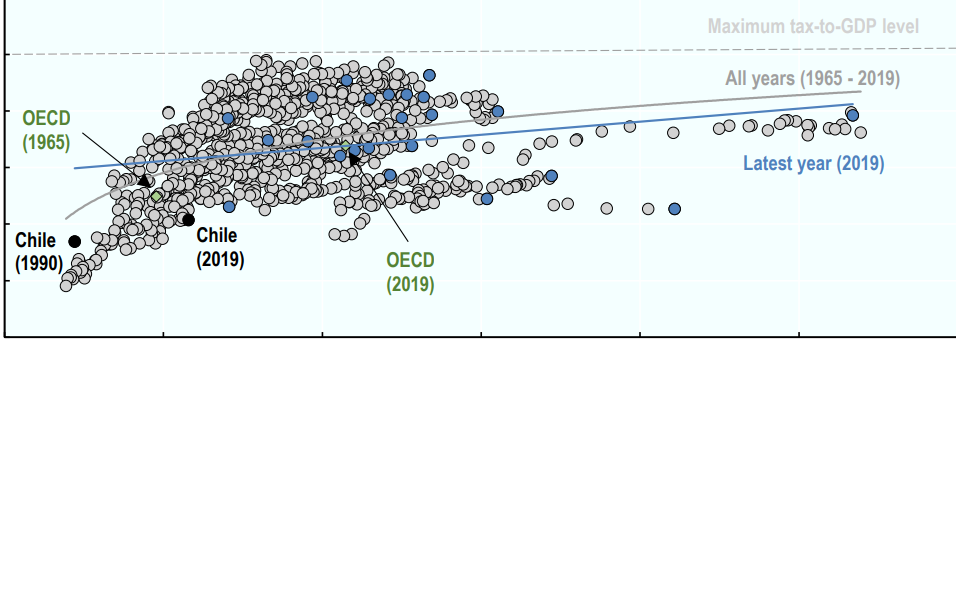 Maximum tax-to-GDP level
All years (1965 - 2019)
OECD
(1965)
Latest year (2019)
Chile
(1990)
Chile
(2019)
OECD
(2019)